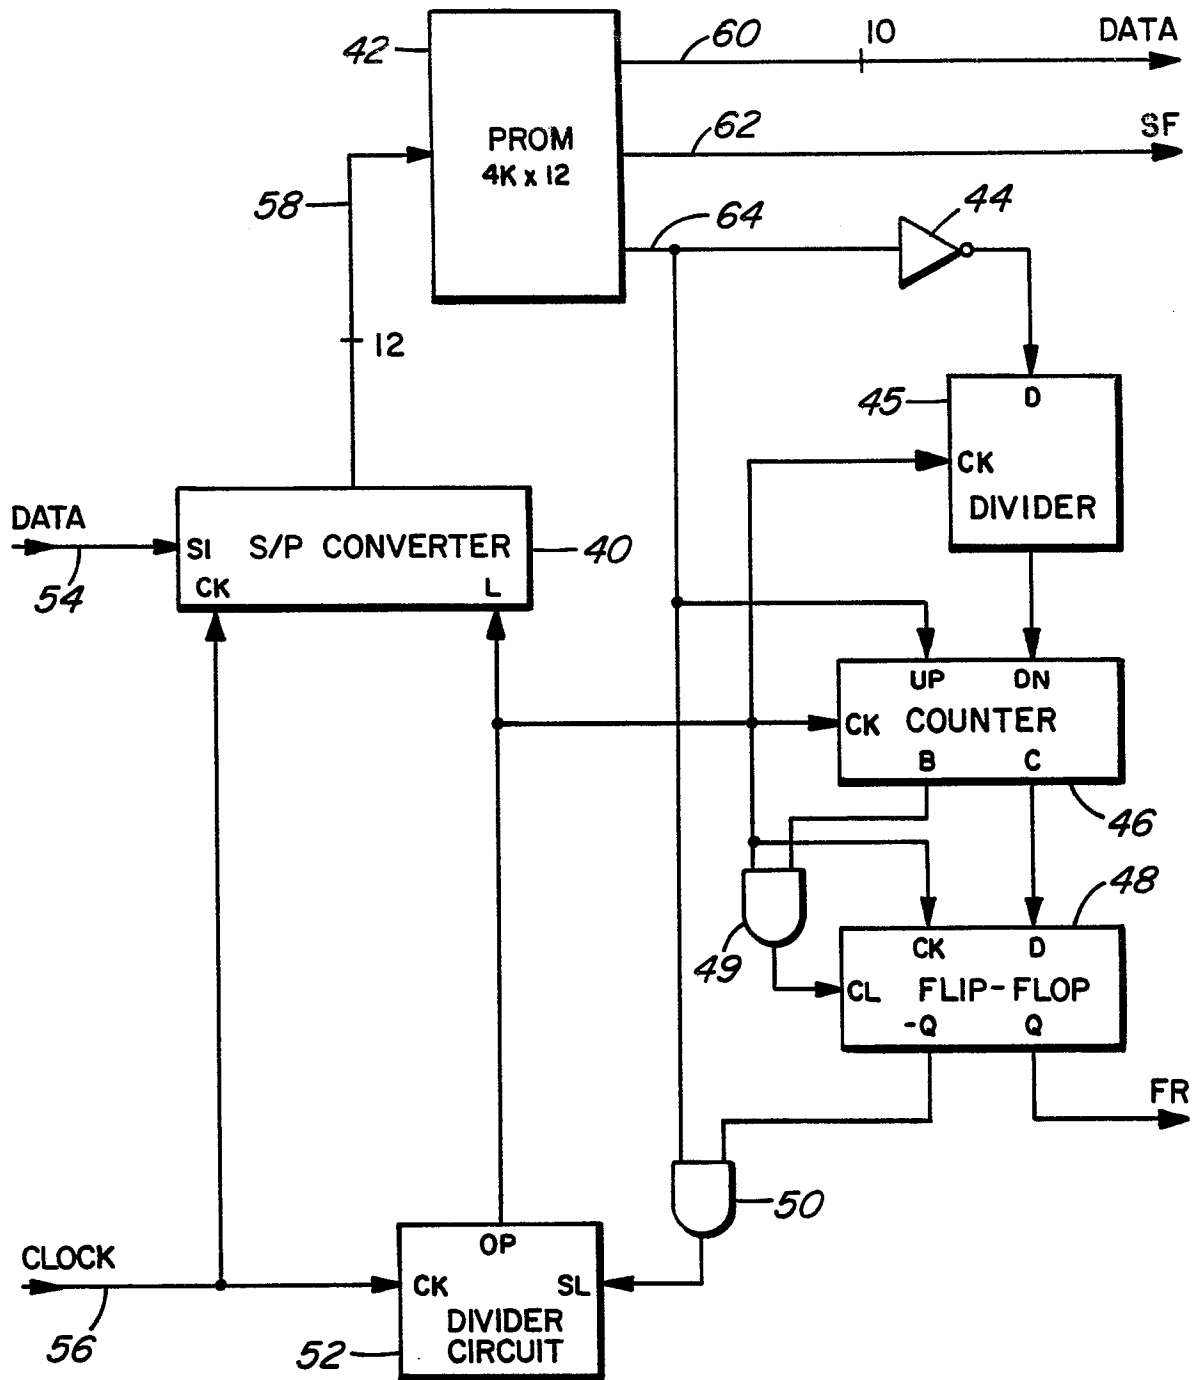 60
10
DATA
42
PROM
4K x 12
62
SF
58
64
44
12
45
D
CK
DIVIDER
DATA
SI
S/P CONVERTER
40
54
CK
L
UP
DN
CK
COUNTER
B
C
46
48
49
CK
D
CL
FLIP-FLOP
-Q
Q
FR
50
OP
CLOCK
CK
SL
56
52
DIVIDER
CIRCUIT